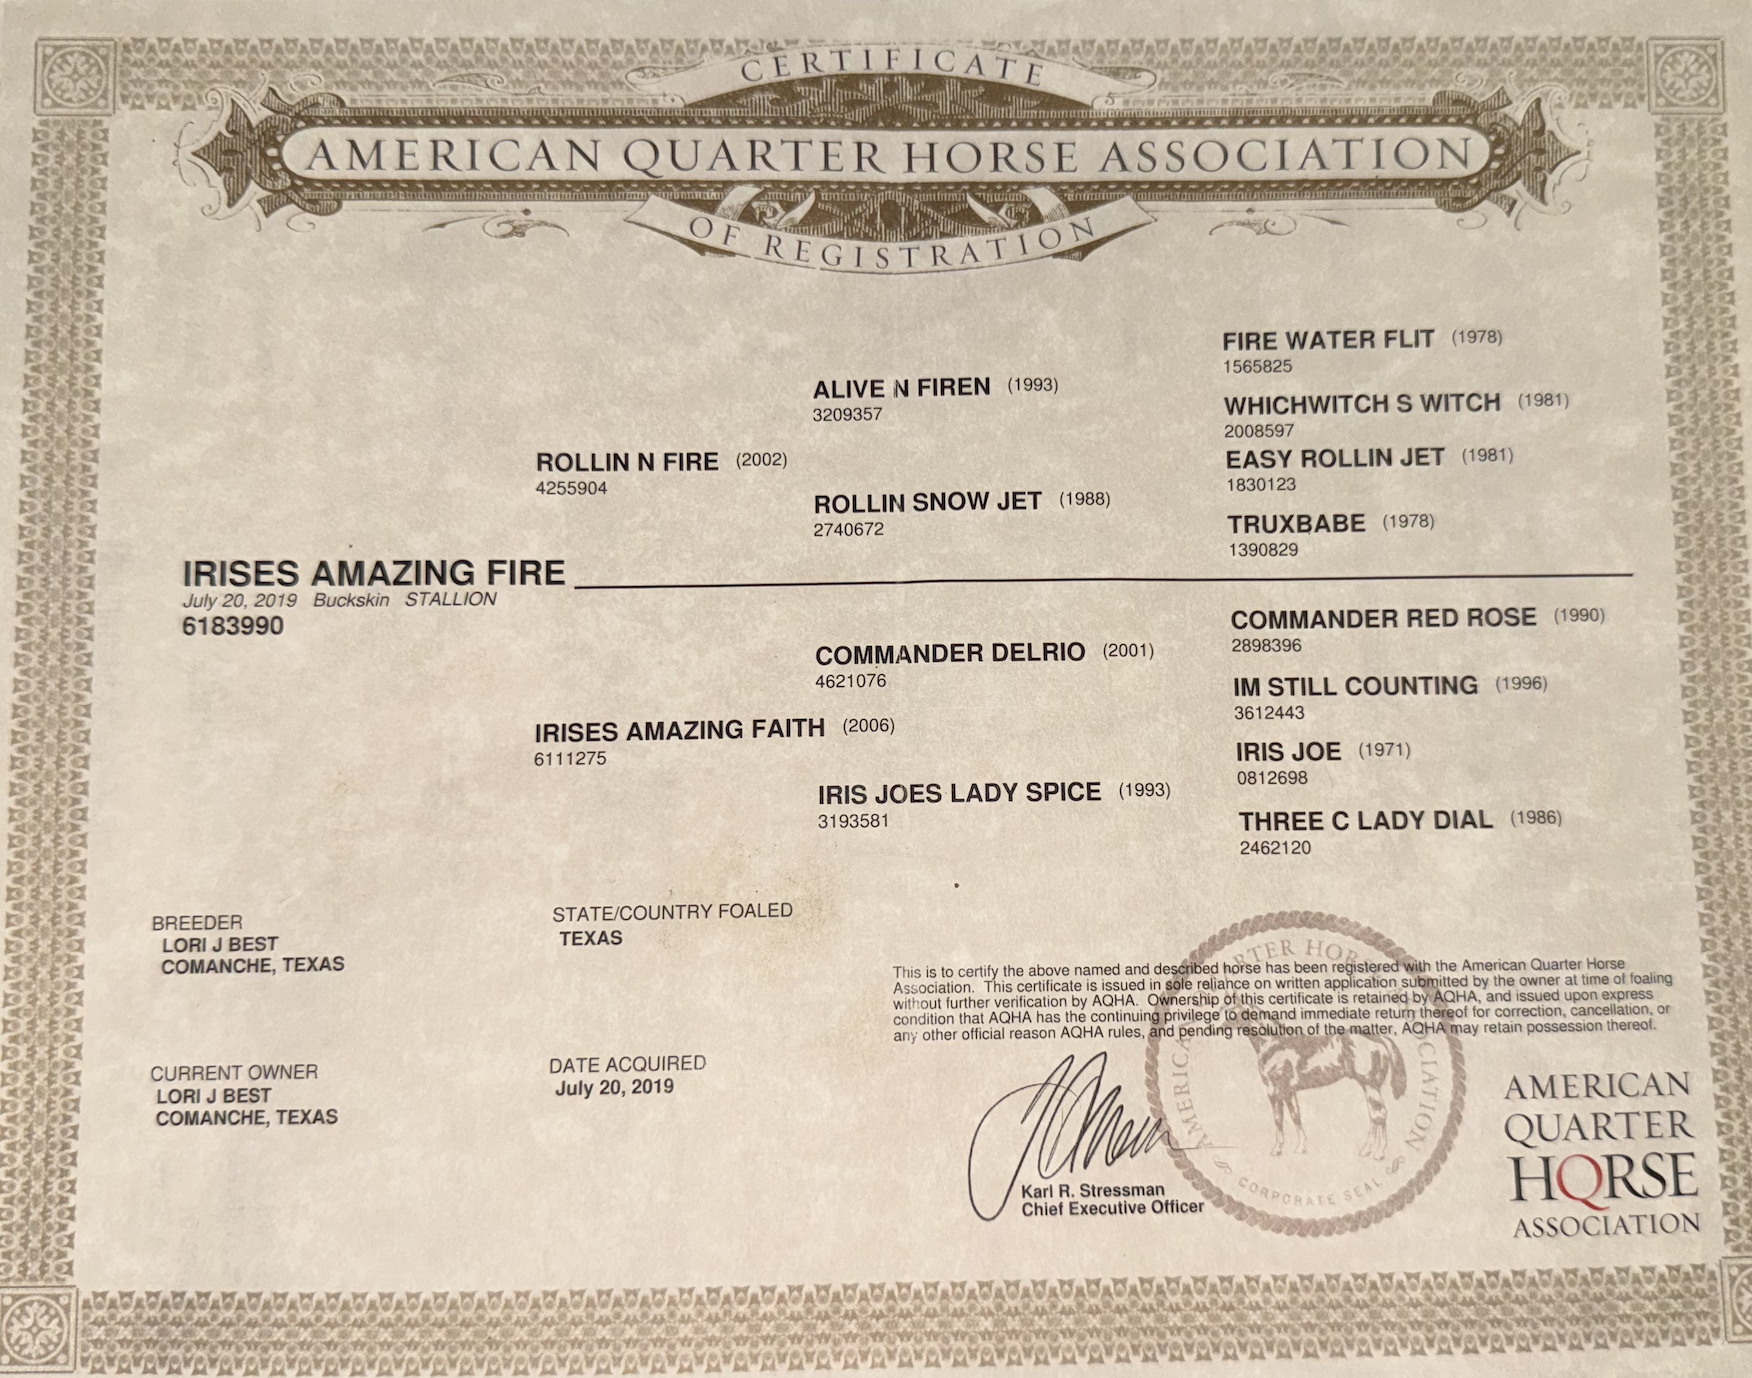 CERTIFICATE
AMERICAN QUARTER HORSE ASSOCIATION
OF REGISTRATION
FIRE WATER FLIT (1978)
1565825
ALIVE N FIREN (1993)
3209357
WHICHWITCH S WITCH (1981)
2008597
ROLLIN N FIRE (2002)
4255904
EASY ROLLIN JET (1981)
1830123
ROLLIN SNOW JET (1988)
2740672
TRUXBABE (1978)
1390829
IRISES AMAZING FIRE
July 20, 2019 Buckskin STALLION
6183990
COMMANDER RED ROSE (1990)
2898396
COMMANDER DELRIO (2001)
4621076
IM STILL COUNTING (1996)
3612443
IRISES AMAZING FAITH (2006)
6111275
IRIS JOE (1971)
0812698
IRIS JOES LADY SPICE (1993)
3193581
THREE C LADY DIAL (1986)
2462120
BREEDER
LORI J BEST
COMANCHE, TEXAS
STATE/COUNTRY FOALED
TEXAS
This is to certify the above named and described horse has been registered with the American Quarter Horse
Association. This certificate is issued in sole reliance on written application submitted by the owner at time of foaling
without further verification by AQHA. Ownership of this certificate is retained by AQHA, and issued upon express
condition that AQHA has the continuing privilege to demand immediate return thereof for correction, cancellation, or
any other official reason AQHA rules, and pending resolution of the matter, AQHA may retain possession thereof.
CURRENT OWNER
LORI J BEST
COMANCHE, TEXAS
DATE ACQUIRED
July 20, 2019
Karl R. Stressman
Chief Executive Officer
CORPORATE SEAL
AMERICAN
QUARTER
HORSE
ASSOCIATION